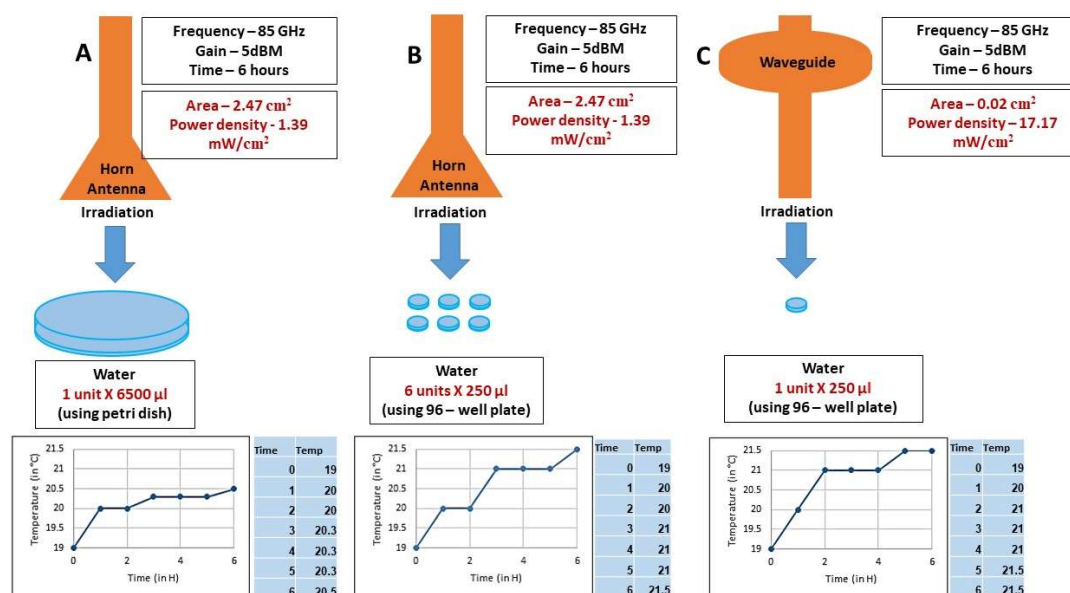 A
Frequency – 85 GHz
Gain – 5dBM
Time – 6 hours
Area – 2.47 cm²
Power density - 1.39
mW/cm²
Horn
Antenna
Irradiation
Water
1 unit X 6500 µl
(using petri dish)
Temperature (in °C)
21.5
21
20.5
20
19.5
19
0
2
4
6
Time (in H)
Time Temp
0 19
1 20
2 20
3 20.3
4 20.3
5 20.3
6 20.5
B
Frequency – 85 GHz
Gain – 5dBM
Time – 6 hours
Area – 2.47 cm²
Power density - 1.39
mW/cm²
Horn
Antenna
Irradiation
Water
6 units X 250 µl
(using 96 – well plate)
Temperature (in °C)
21.5
21
20.5
20
19.5
19
0
2
4
6
Time (in H)
Time Temp
0 19
1 20
2 20
3 21
4 21
5 21
6 21.5
C
Waveguide
Frequency – 85 GHz
Gain – 5dBM
Time – 6 hours
Area – 0.02 cm²
Power density – 17.17
mW/cm²
Irradiation
Water
1 unit X 250 µl
(using 96 – well plate)
Temperature (in °C)
21.5
21
20.5
20
19.5
19
0
2
4
6
Time (in H)
Time Temp
0 19
1 20
2 21
3 21
4 21
5 21.5
6 21.5